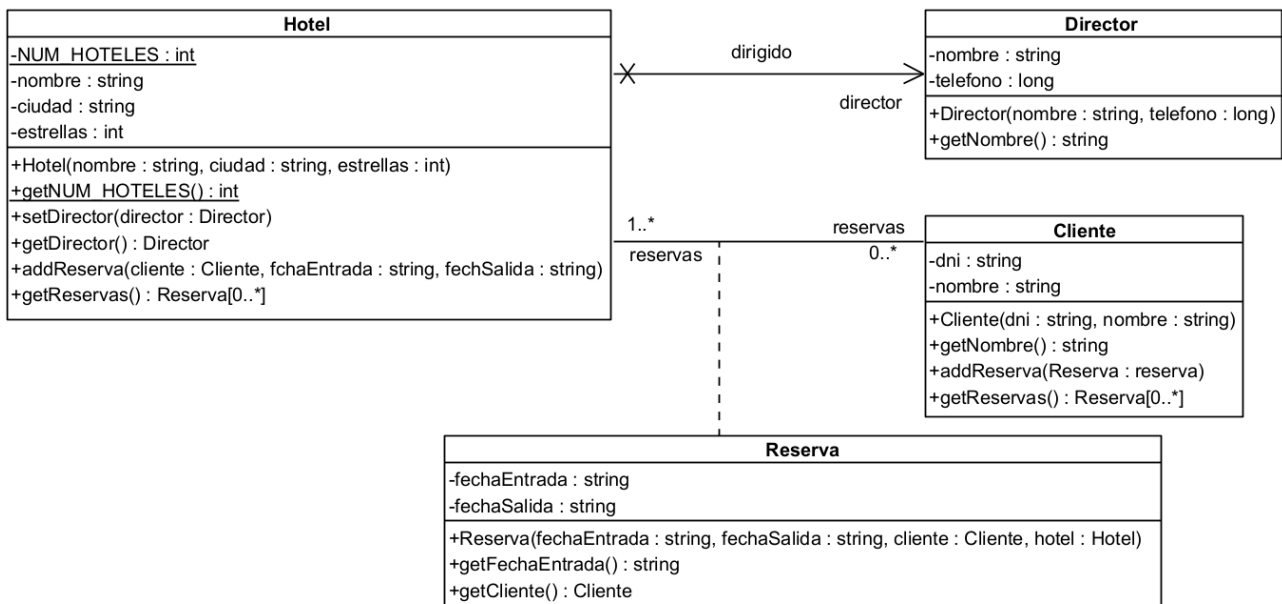 Hotel
-NUM_HOTELES : int
-nombre : string
-ciudad : string
-estrellas : int
+Hotel(nombre : string, ciudad : string, estrellas : int)
+getNUM_HOTELES() : int
+setDirector(director : Director)
+getDirector() : Director
+addReserva(cliente : Cliente, fchaEntrada : string, fechSalida : string)
+getReservas() : Reserva[0..*]
dirigido
director
Director
-nombre : string
-telefono : long
+Director(nombre : string, telefono : long)
+getNombre() : string
1..*
reservas
reservas
0..*
Cliente
-dni : string
-nombre : string
+Cliente(dni : string, nombre : string)
+getNombre() : string
+addReserva(Reserva : reserva)
+getReservas() : Reserva[0..*]
Reserva
-fechaEntrada : string
-fechaSalida : string
+Reserva(fechaEntrada : string, fechaSalida : string, cliente : Cliente, hotel : Hotel)
+getFechaEntrada() : string
+getCliente() : Cliente